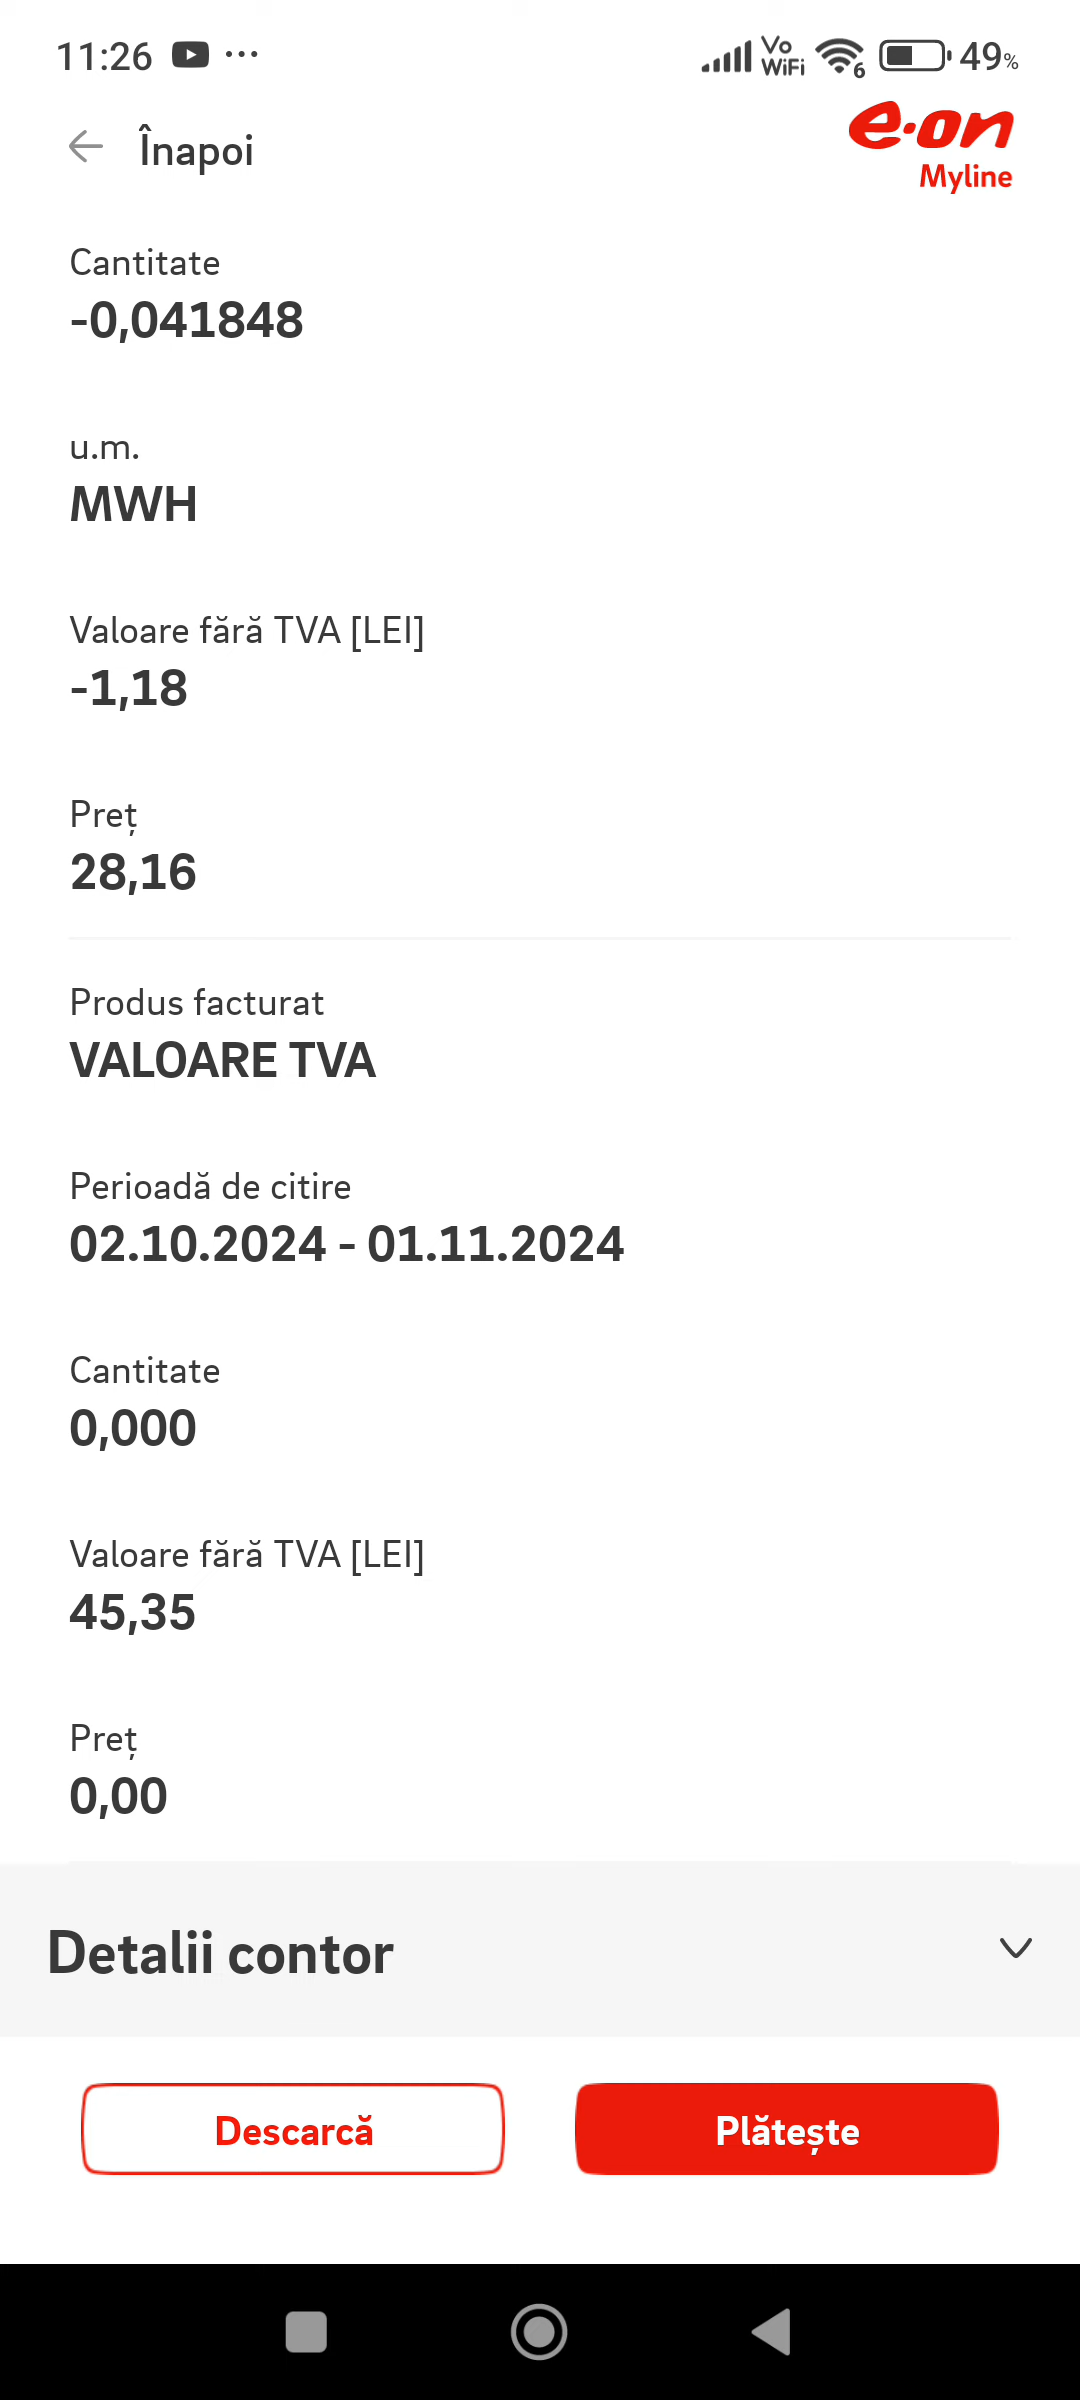 11:26 ... Vo WiFi 6 49%
Înapoi
e·on
Myline
Cantitate
-0,041848
u.m.
MWH
Valoare fără TVA [LEI]
-1,18
Preț
28,16
Produs facturat
VALOARE TVA
Perioadă de citire
02.10.2024 - 01.11.2024
Cantitate
0,000
Valoare fără TVA [LEI]
45,35
Preț
0,00
Detalii contor
Descarcă
Plătește